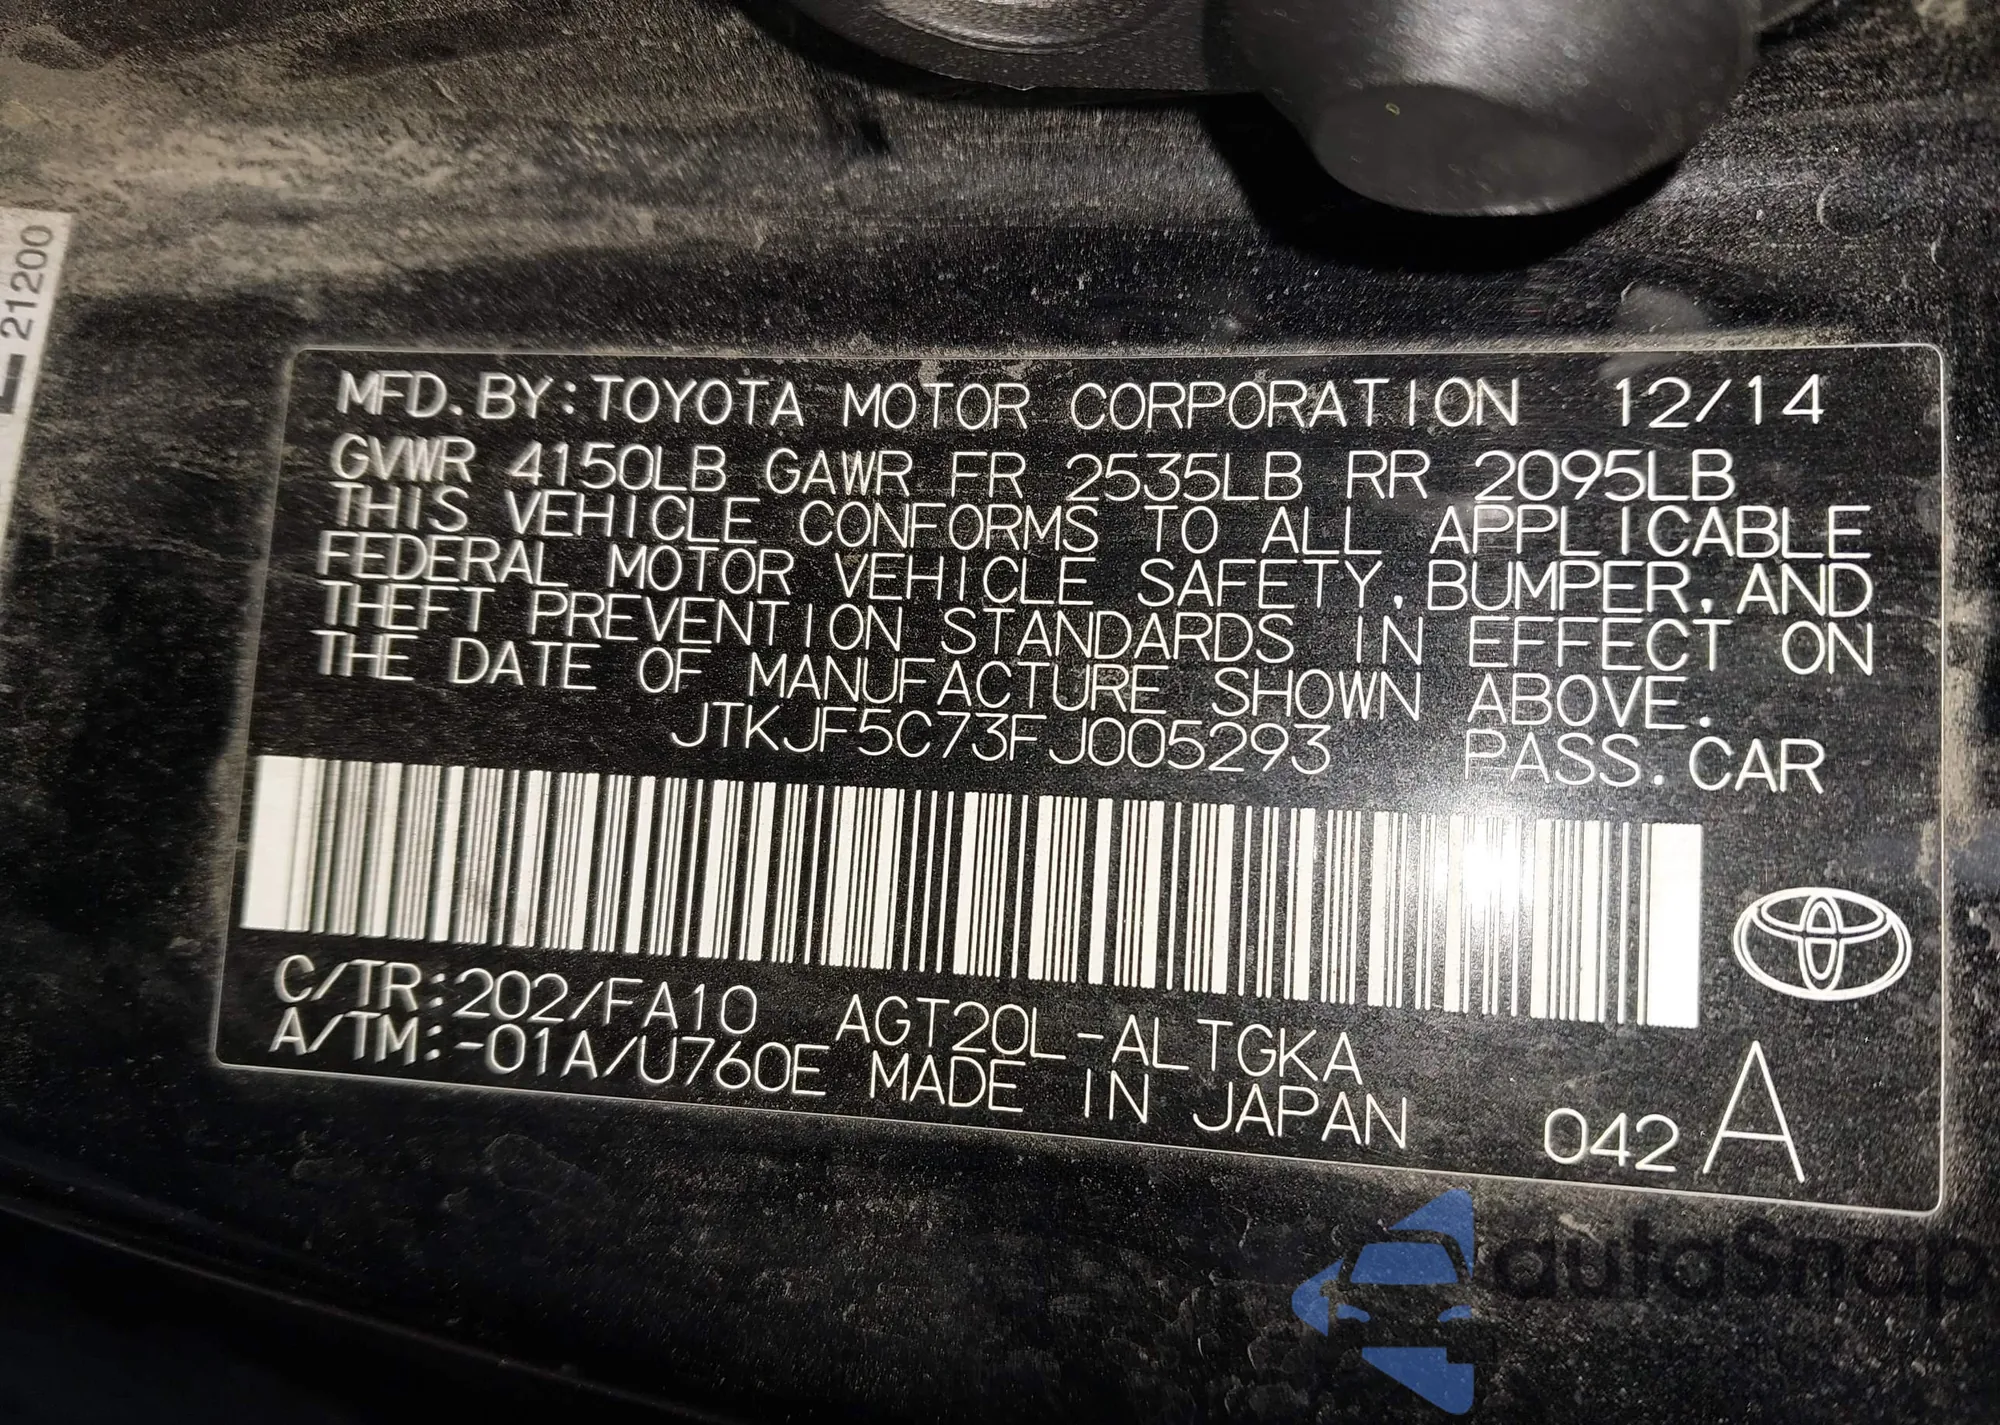 21200
MFD. BY: TOYOTA MOTOR CORPORATION 12/14
GVWR 4150LB GAWR FR 2535LB RR 2095LB
THIS VEHICLE CONFORMS TO ALL APPLICABLE
FEDERAL MOTOR VEHICLE SAFETY, BUMPER, AND
THEFT PREVENTION STANDARDS IN EFFECT ON
THE DATE OF MANUFACTURE SHOWN ABOVE.
JTKJF5C73FJ005293 PASS. CAR
C/TR:202/FA10 AGT20L-ALTGKA
A/TM:-01A/U760E MADE IN JAPAN
042 A
autoSnap